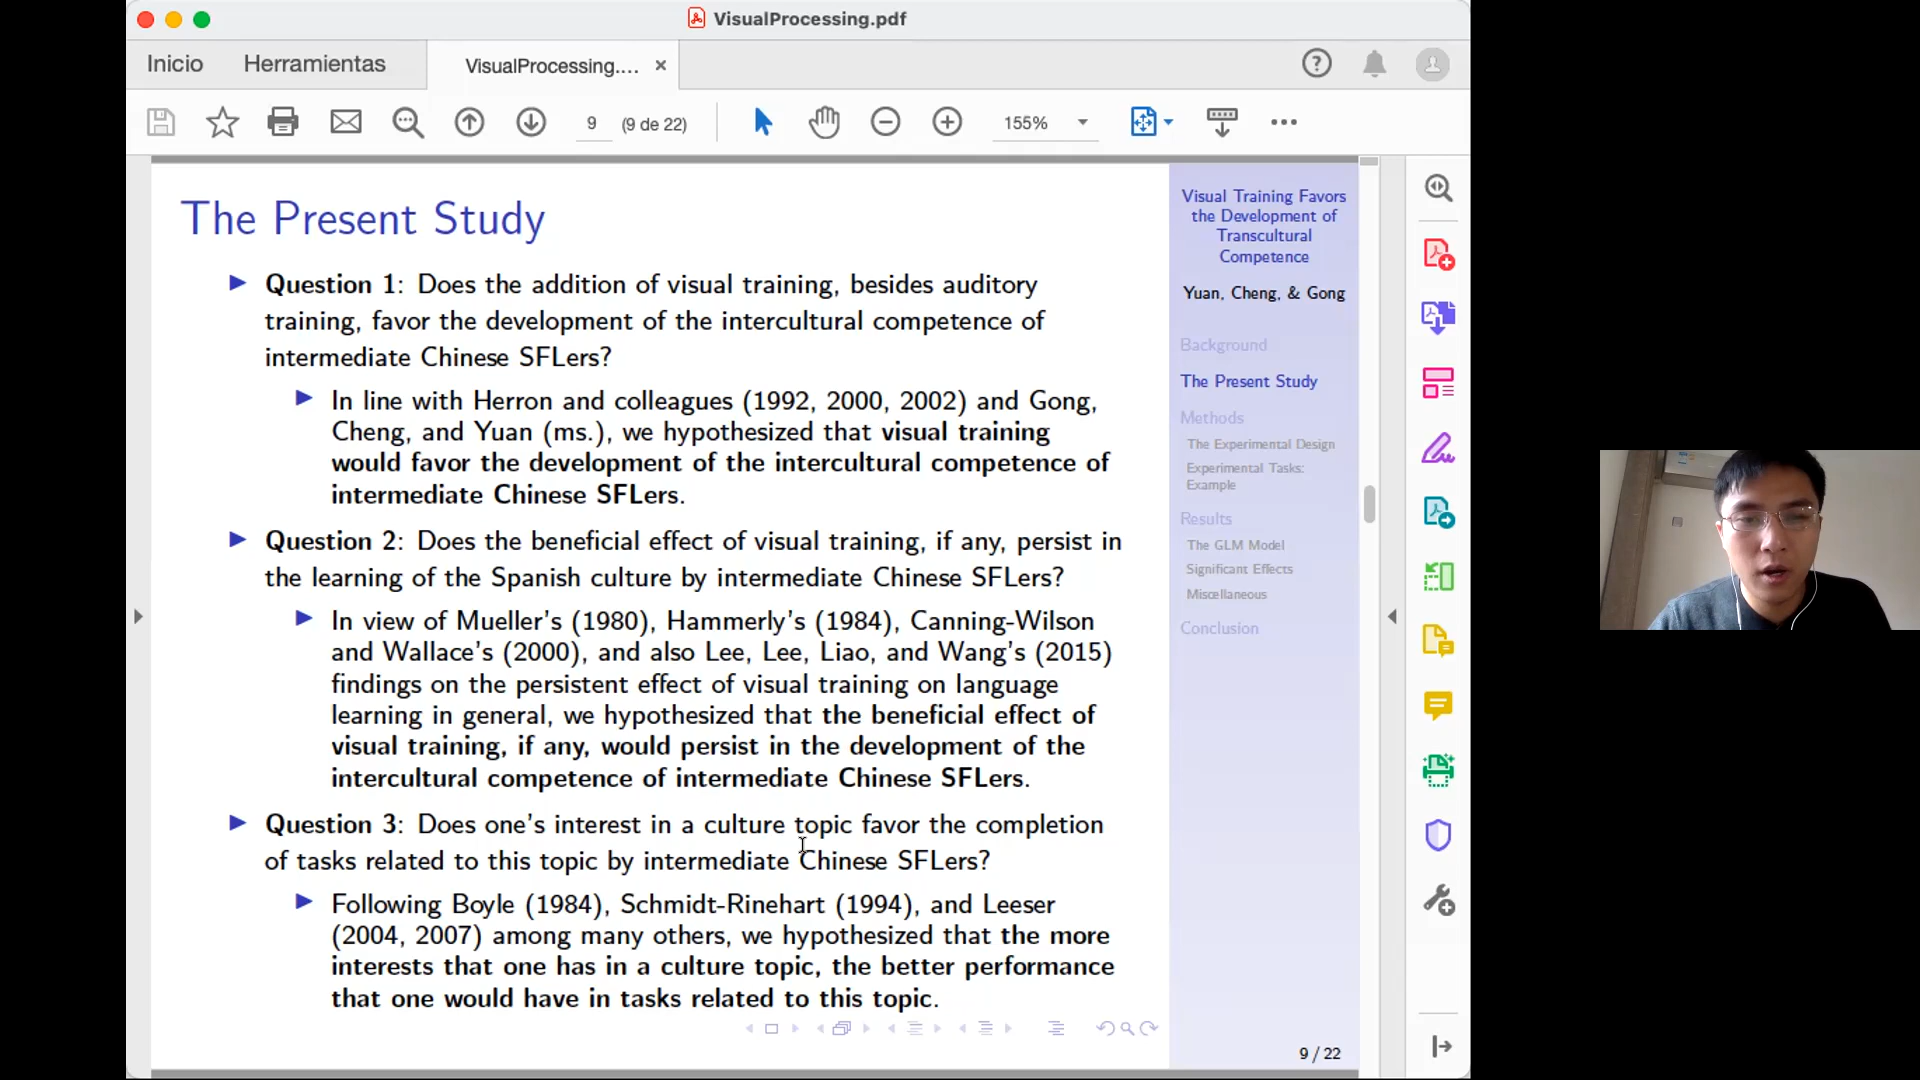 VisualProcessing.pdf
Inicio
Herramientas
VisualProcessing....
9
(9 de 22)
155%
The Present Study
Question 1: Does the addition of visual training, besides auditory
training, favor the development of the intercultural competence of
intermediate Chinese SFLers?
In line with Herron and colleagues (1992, 2000, 2002) and Gong,
Cheng, and Yuan (ms.), we hypothesized that visual training
would favor the development of the intercultural competence of
intermediate Chinese SFLers.
Question 2: Does the beneficial effect of visual training, if any, persist in
the learning of the Spanish culture by intermediate Chinese SFLers?
In view of Mueller's (1980), Hammerly's (1984), Canning-Wilson
and Wallace's (2000), and also Lee, Lee, Liao, and Wang's (2015)
findings on the persistent effect of visual training on language
learning in general, we hypothesized that the beneficial effect of
visual training, if any, would persist in the development of the
intercultural competence of intermediate Chinese SFLers.
Question 3: Does one's interest in a culture topic favor the completion
of tasks related to this topic by intermediate Chinese SFLers?
Following Boyle (1984), Schmidt-Rinehart (1994), and Leeser
(2004, 2007) among many others, we hypothesized that the more
interests that one has in a culture topic, the better performance
that one would have in tasks related to this topic.
Visual Training Favors
the Development of
Transcultural
Competence
Yuan, Cheng, & Gong
Background
The Present Study
Methods
The Experimental Design
Experimental Tasks:
Example
Results
The GLM Model
Significant Effects
Miscellaneous
Conclusion
9 / 22